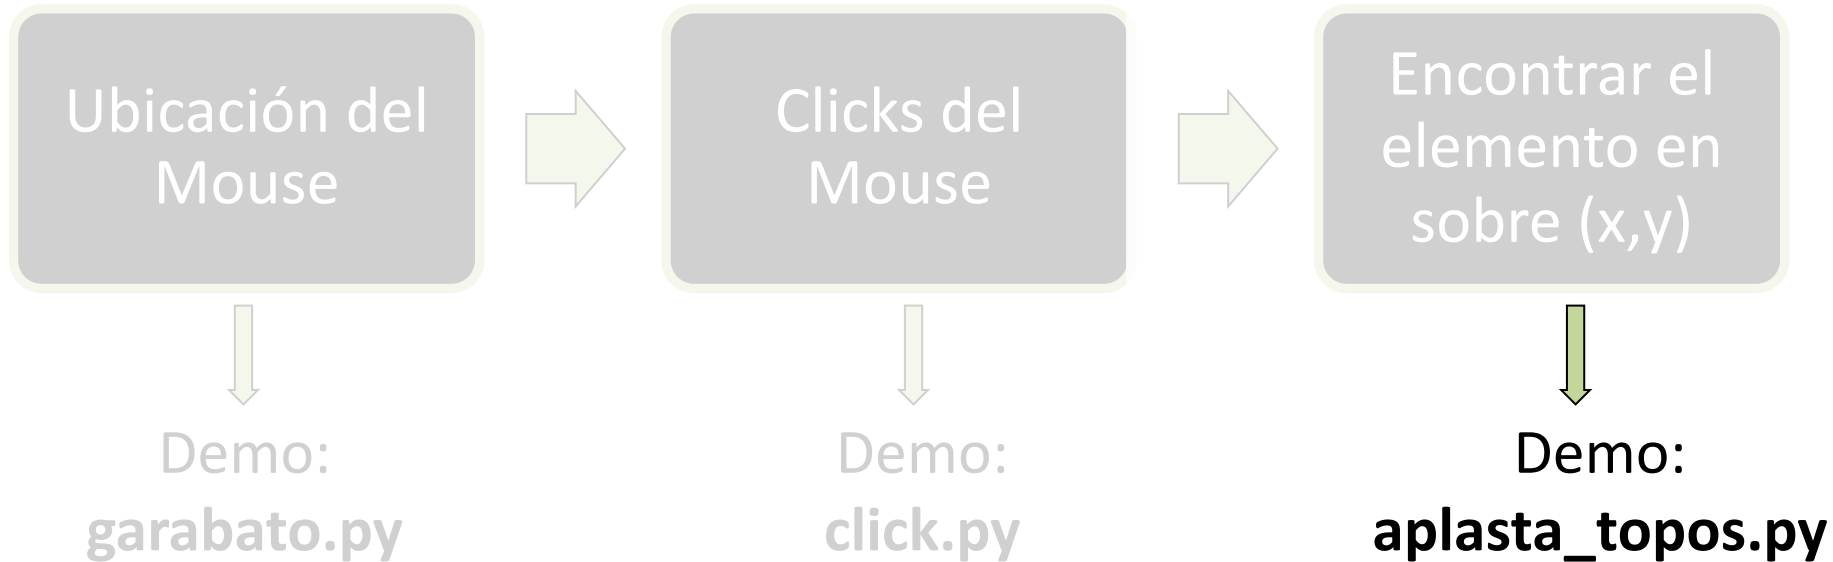 Ubicación del
Mouse
Clicks del
Mouse
Encontrar el
elemento en
sobre (x,y)
Demo:
garabato.py
Demo:
click.py
Demo:
aplasta_topos.py